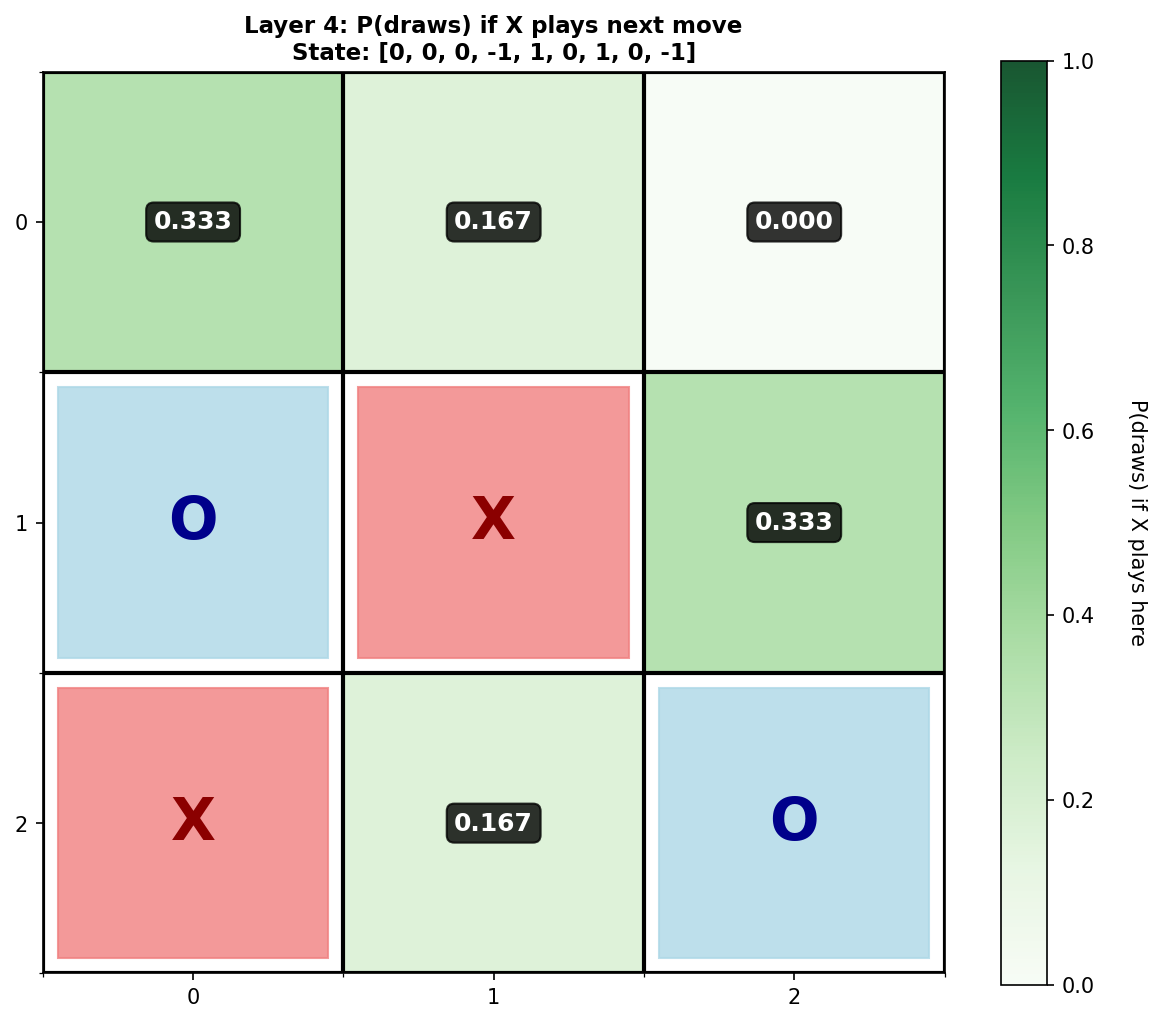 Layer 4: P(draws) if X plays next move
State: [0, 0, 0, -1, 1, 0, 1, 0, -1]
0.333
0.167
0.000
O
X
0.333
X
0.167
O
0
1
2
0
1
2
1.0
0.8
0.6
0.4
0.2
0.0
P(draws) if X plays here